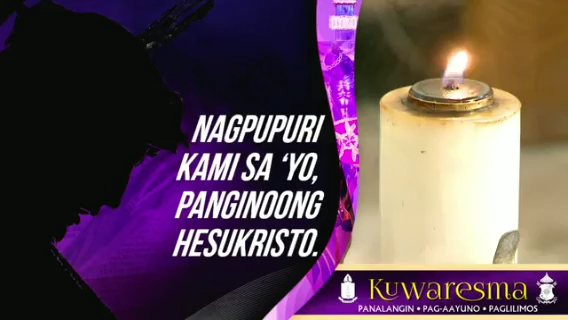 NAGPUPURI
KAMI SA ‘YO,
PANGINOONG
HESUKRISTO.
Kuwaresma
PANALANGIN • PAG-AAYUNO • PAGLILIMOS